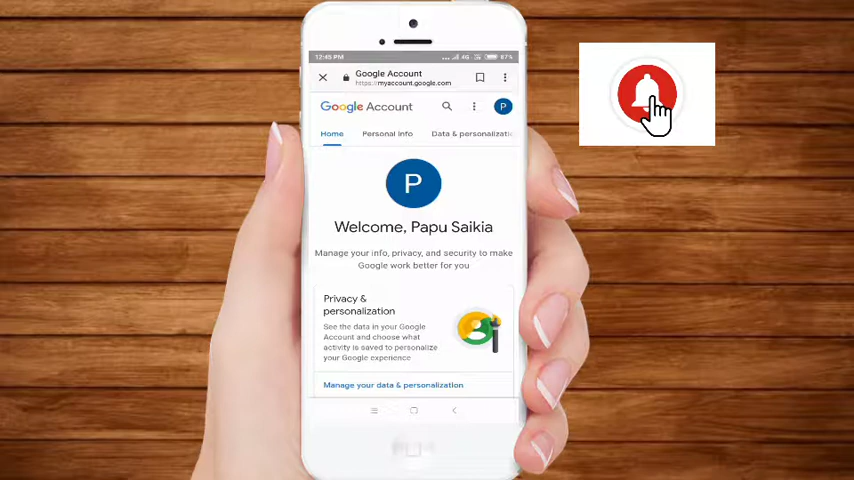 12:45 PM
4G
87%
Google Account
https://myaccount.google.com
Google Account
P
Home Personal info Data & personalizati
P
Welcome, Papu Saikia
Manage your info, privacy, and security to make
Google work better for you
Privacy &
personalization
See the data in your Google
Account and choose what
activity is saved to personalize
your Google experience
Manage your data & personalization